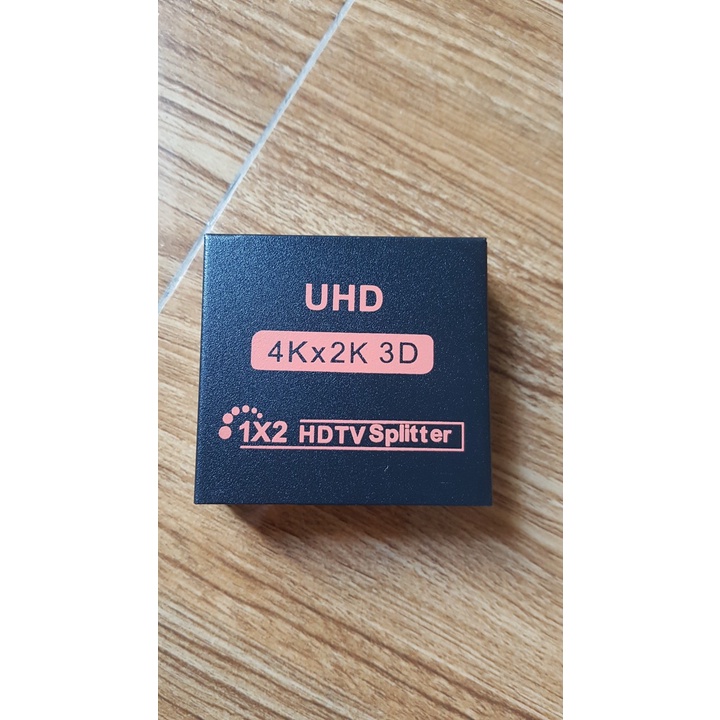 UHD
4Kx2K 3D
1X2 HDTV Splitter